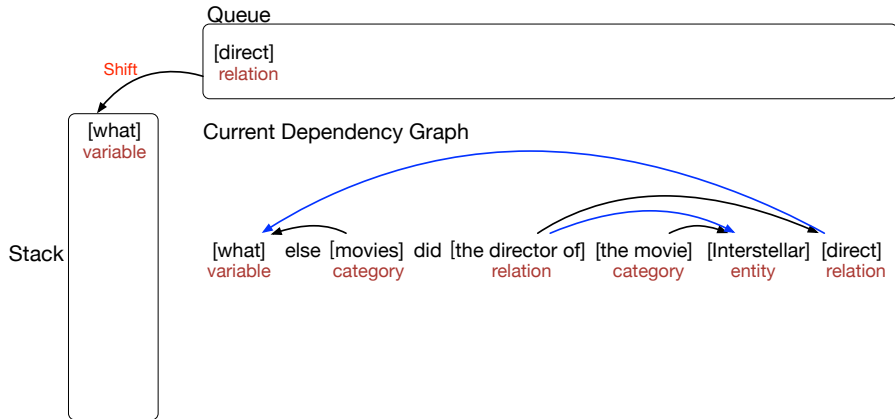 Queue
[direct]
relation
Shift
[what]
variable
Stack
Current Dependency Graph
[what] else [movies] did [the director of] [the movie] [Interstellar] [direct]
variable category relation category entity relation